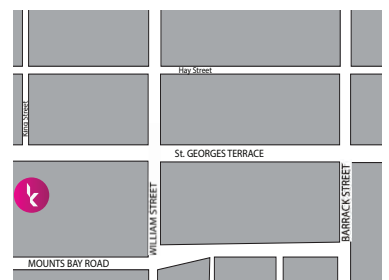 Hay Street
King Street
St. GEORGES TERRACE
WILLIAM STREET
BARRACK STREET
MOUNTS BAY ROAD